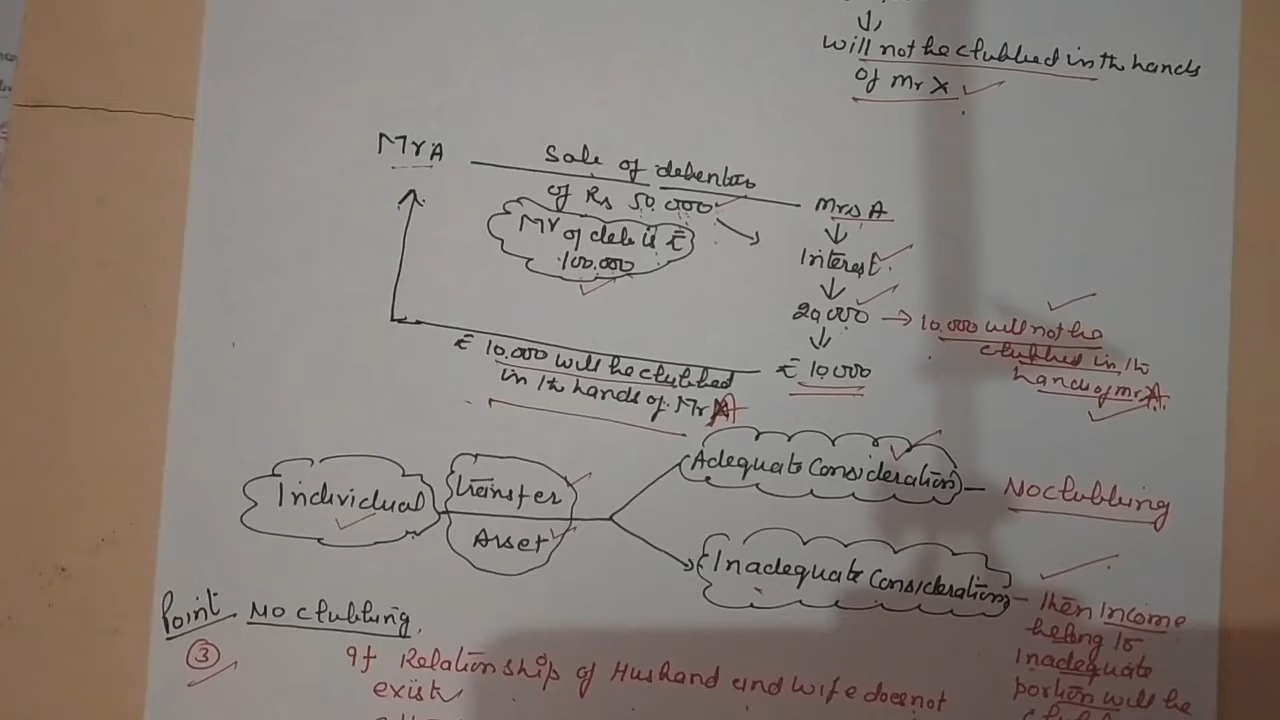 will not be clubbed in the hands
of Mr X
Mr A
Sale of debentures
of Rs 50,000
Mrs A
MV of deb is ₹
100.000
Interest
20,000 → 10.000 will not be
clubbed in the
hands of Mr A.
₹ 10,000
₹ 10.000 will be clubbed
in the hands of Mr A
Adequate Consideration - No clubbing
Individual
Transfer
Asset
Inadequate Consideration - Then Income
belong to
Inadequate
portion will be
Point No clubbing.
3
If Relationship of Husband and wife does not
exist